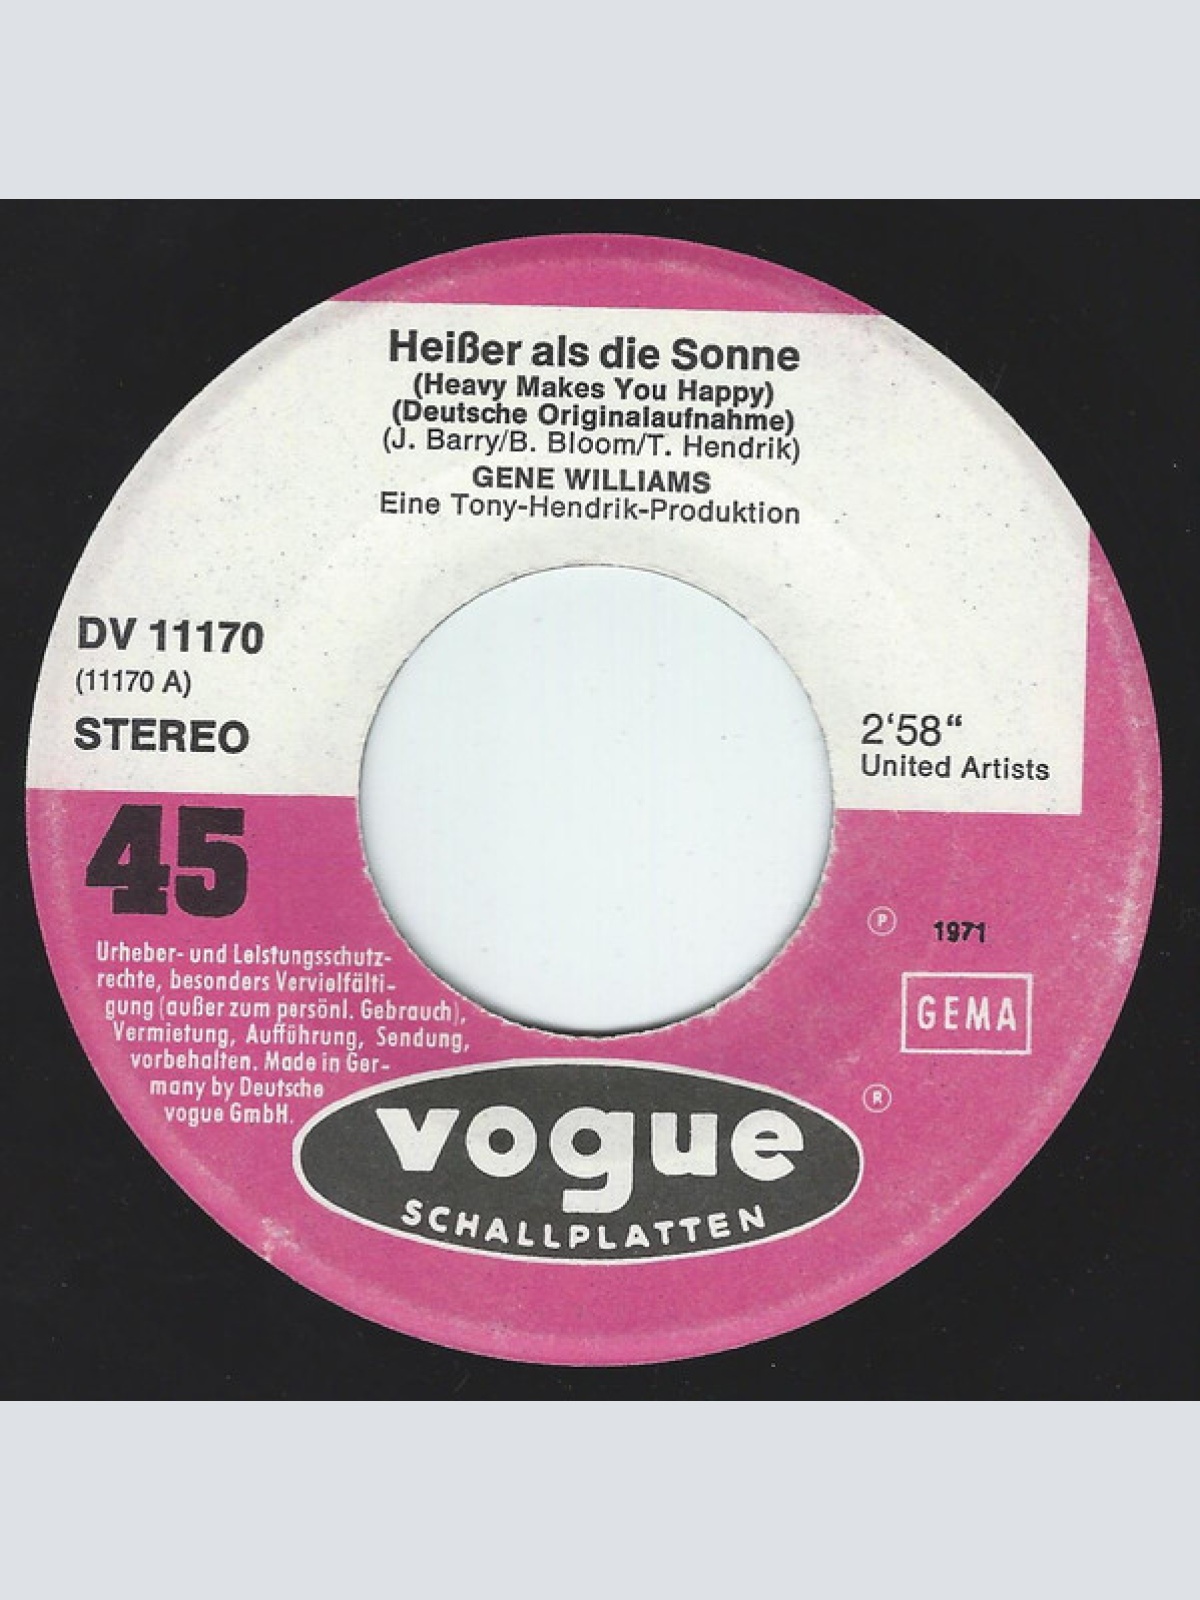 Heißer als die Sonne
(Heavy Makes You Happy)
(Deutsche Originalaufnahme)
(J. Barry/B. Bloom/T. Hendrik)
GENE WILLIAMS
Eine Tony-Hendrik-Produktion
DV 11170
(11170 A)
STEREO
2'58"
United Artists
45
Urheber- und Leistungsschutz-
rechte, besonders Vervielfälti-
gung (außer zum persönl. Gebrauch),
Vermietung, Aufführung, Sendung,
vorbehalten. Made in Ger-
many by Deutsche
vogue GmbH.
Ⓟ 1971
GEMA
®
vogue
SCHALLPLATTEN